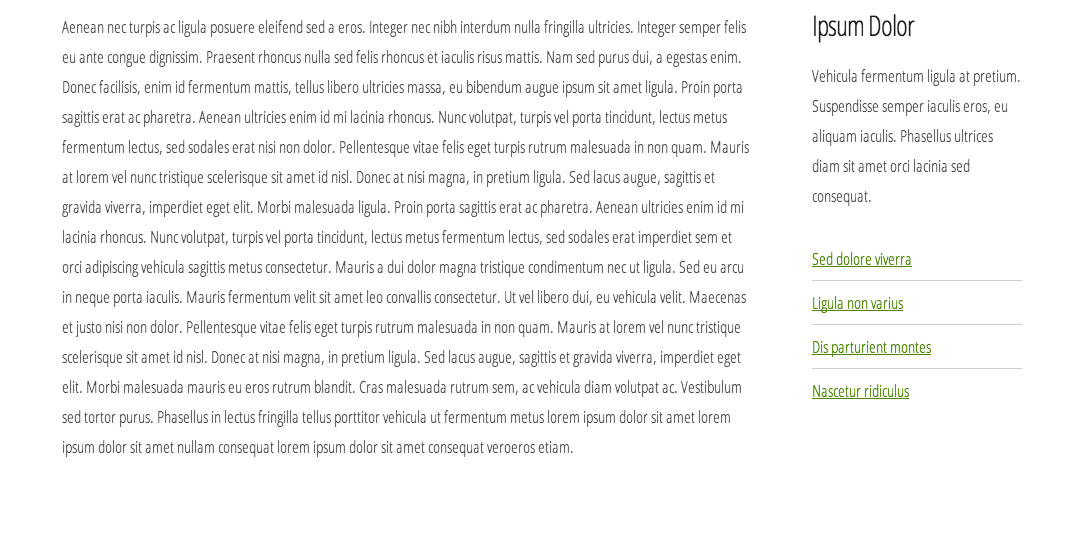 Aenean nec turpis ac ligula posuere eleifend sed a eros. Integer nec nibh interdum nulla fringilla ultricies. Integer semper felis
eu ante congue dignissim. Praesent rhoncus nulla sed felis rhoncus et iaculis risus mattis. Nam sed purus dui, a egestas enim.
Donec facilisis, enim id fermentum mattis, tellus libero ultricies massa, eu bibendum augue ipsum sit amet ligula. Proin porta
sagittis erat ac pharetra. Aenean ultricies enim id mi lacinia rhoncus. Nunc volutpat, turpis vel porta tincidunt, lectus metus
fermentum lectus, sed sodales erat nisi non dolor. Pellentesque vitae felis eget turpis rutrum malesuada in non quam. Mauris
at lorem vel nunc tristique scelerisque sit amet id nisl. Donec at nisi magna, in pretium ligula. Sed lacus augue, sagittis et
gravida viverra, imperdiet eget elit. Morbi malesuada ligula. Proin porta sagittis erat ac pharetra. Aenean ultricies enim id mi
lacinia rhoncus. Nunc volutpat, turpis vel porta tincidunt, lectus metus fermentum lectus, sed sodales erat imperdiet sem et
orci adipiscing vehicula sagittis metus consectetur. Mauris a dui dolor magna tristique condimentum nec ut ligula. Sed eu arcu
in neque porta iaculis. Mauris fermentum velit sit amet leo convallis consectetur. Ut vel libero dui, eu vehicula velit. Maecenas
et justo nisi non dolor. Pellentesque vitae felis eget turpis rutrum malesuada in non quam. Mauris at lorem vel nunc tristique
scelerisque sit amet id nisl. Donec at nisi magna, in pretium ligula. Sed lacus augue, sagittis et gravida viverra, imperdiet eget
elit. Morbi malesuada mauris eu eros rutrum blandit. Cras malesuada rutrum sem, ac vehicula diam volutpat ac. Vestibulum
sed tortor purus. Phasellus in lectus fringilla tellus porttitor vehicula ut fermentum metus lorem ipsum dolor sit amet lorem
ipsum dolor sit amet nullam consequat lorem ipsum dolor sit amet consequat veroeros etiam.
Ipsum Dolor
Vehicula fermentum ligula at pretium.
Suspendisse semper iaculis eros, eu
aliquam iaculis. Phasellus ultrices
diam sit amet orci lacinia sed
consequat.
Sed dolore viverra
Ligula non varius
Dis parturient montes
Nascetur ridiculus